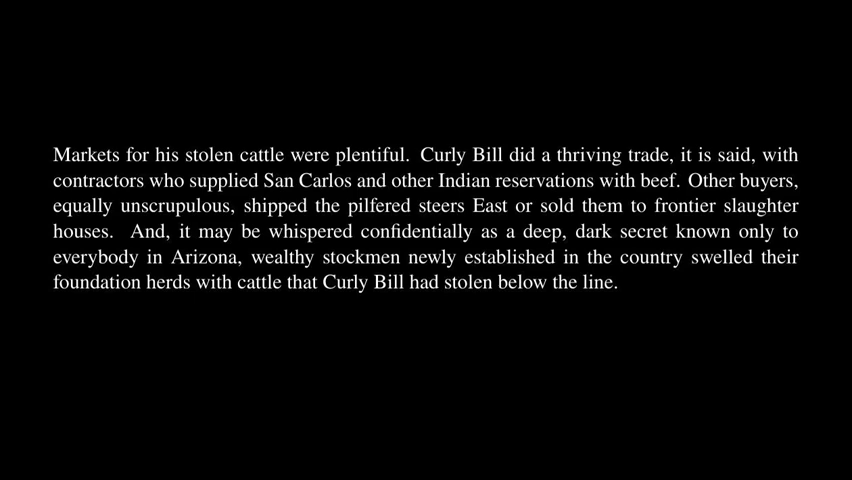 Markets for his stolen cattle were plentiful. Curly Bill did a thriving trade, it is said, with
contractors who supplied San Carlos and other Indian reservations with beef. Other buyers,
equally unscrupulous, shipped the pilfered steers East or sold them to frontier slaughter
houses. And, it may be whispered confidentially as a deep, dark secret known only to
everybody in Arizona, wealthy stockmen newly established in the country swelled their
foundation herds with cattle that Curly Bill had stolen below the line.